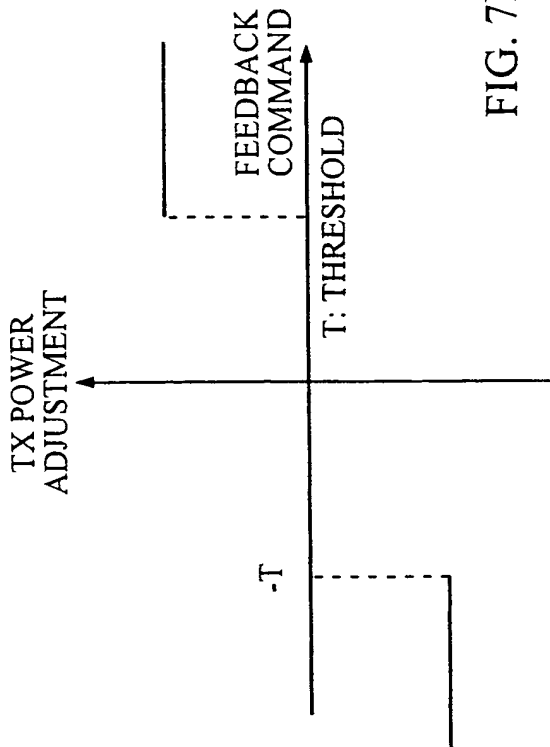 TX POWER
ADJUSTMENT
FEEDBACK
COMMAND
T: THRESHOLD
-T
FIG. 7